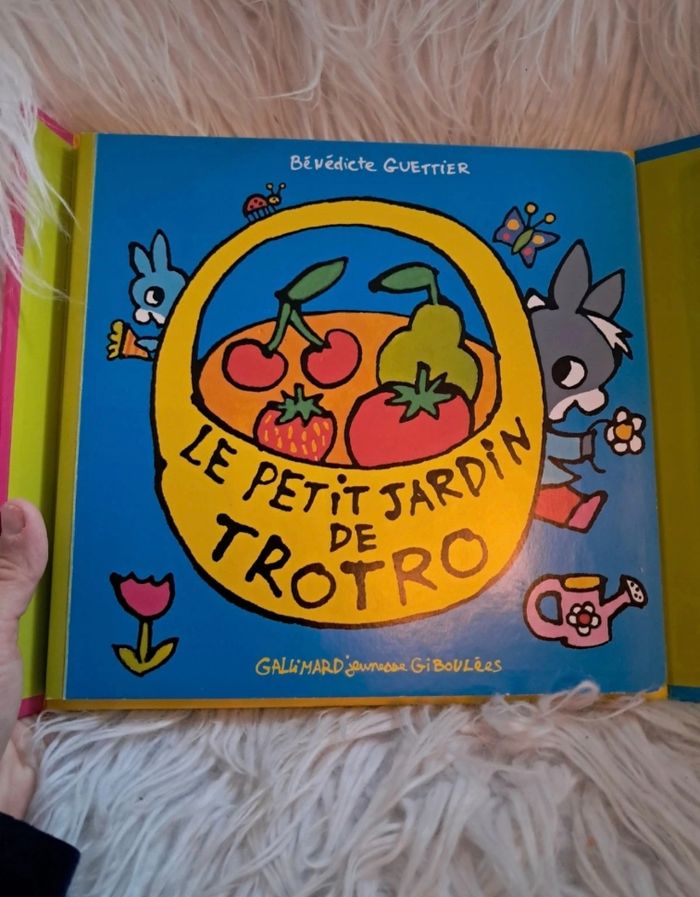 BéNédicte GUETTIER
LE PETIT JARDIN
DE
TROTRO
GALLIMARD jeunesse GIBOULÉES